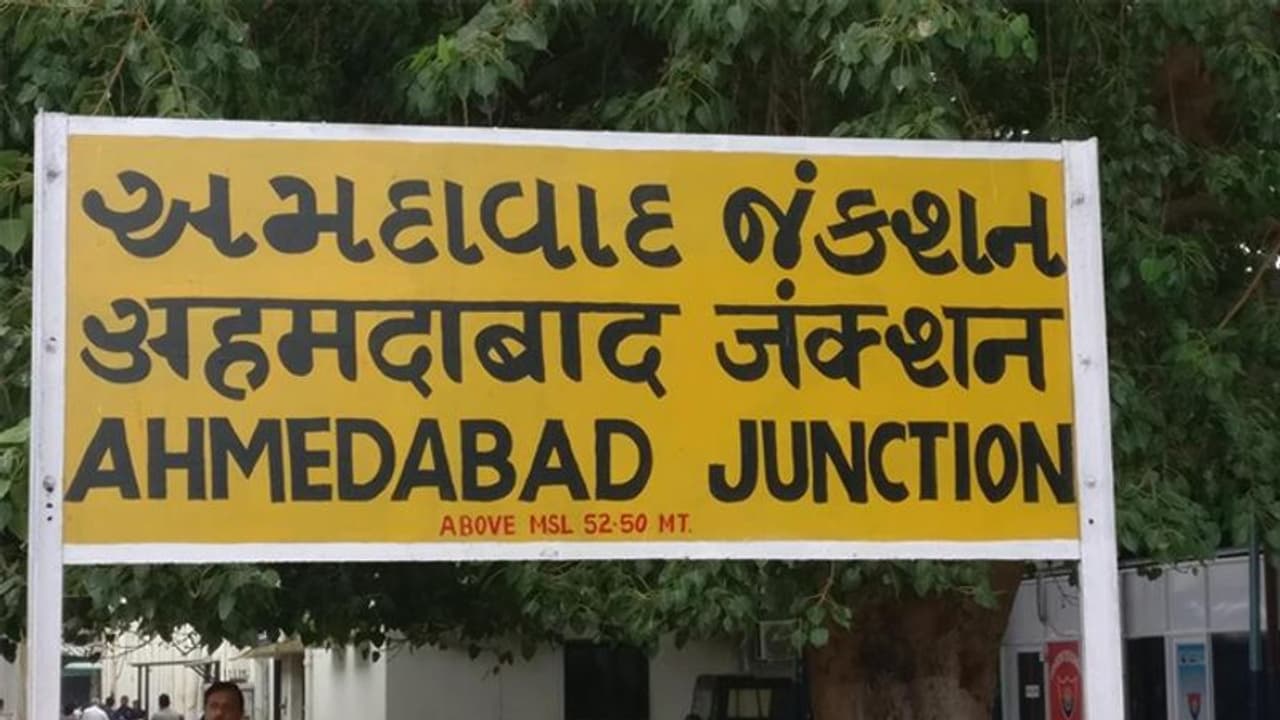 અમદાવાદ જંકશન
अहमदाबाद जंक्शन
AHMEDABAD JUNCTION
ABOVE MSL 52·50 MT.